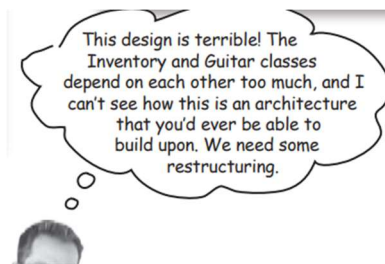 This design is terrible! The
Inventory and Guitar classes
depend on each other too much, and I
can't see how this is an architecture
that you'd ever be able to
build upon. We need some
restructuring.